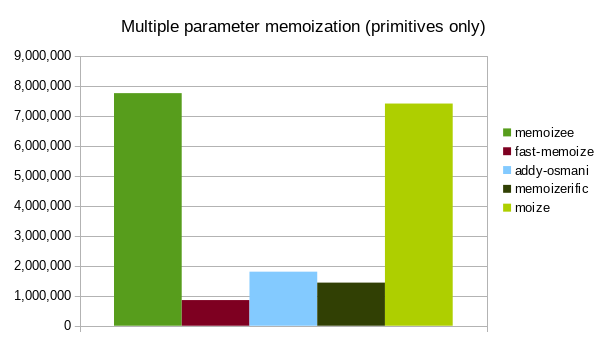 Multiple parameter memoization (primitives only)
9,000,000
8,000,000
7,000,000
6,000,000
5,000,000
4,000,000
3,000,000
2,000,000
1,000,000
0
memoizee
fast-memoize
addy-osmani
memoizerific
moize